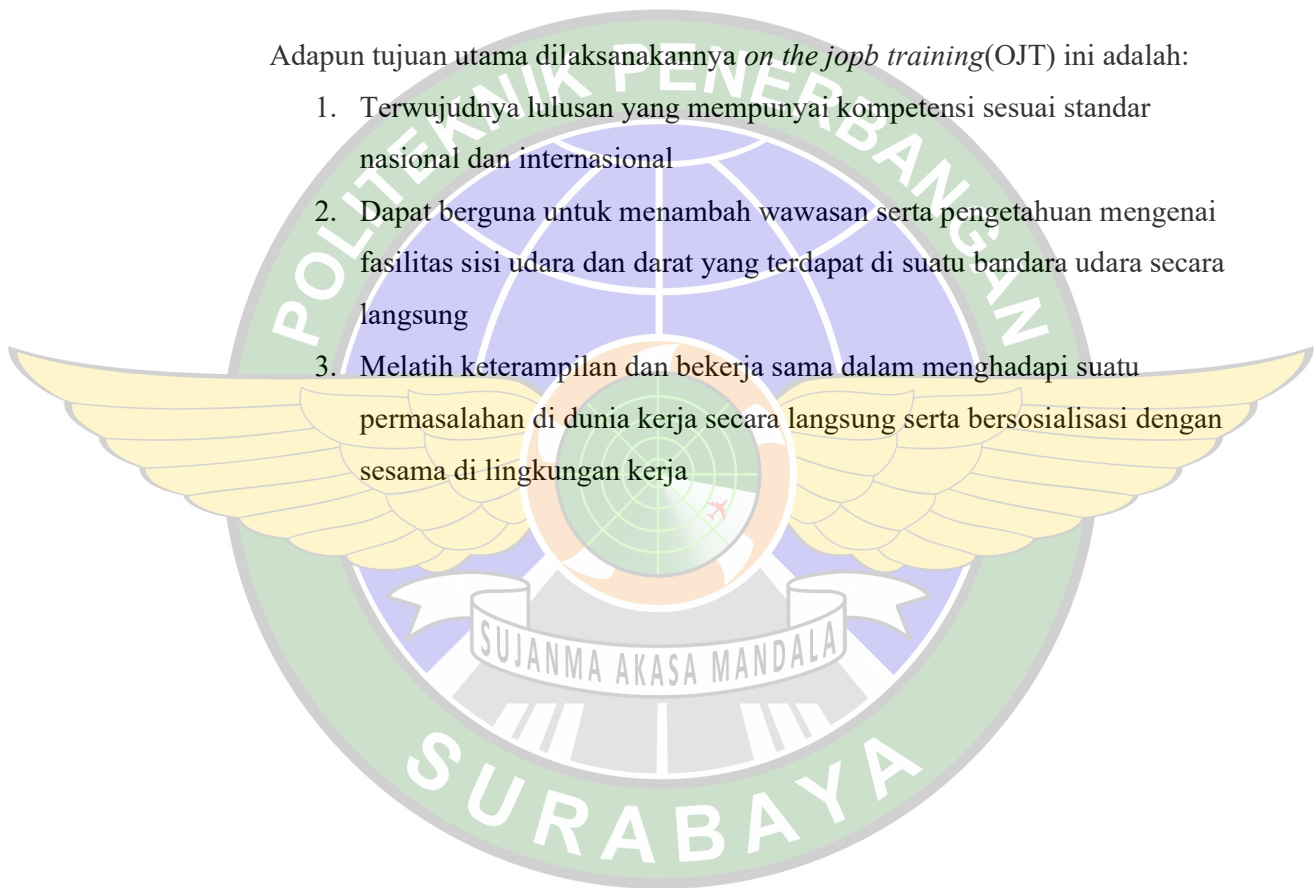 Adapun tujuan utama dilaksanakannya on the jopb training(OJT) ini adalah:
1. Terwujudnya lulusan yang mempunyai kompetensi sesuai standar
nasional dan internasional
2. Dapat berguna untuk menambah wawasan serta pengetahuan mengenai
fasilitas sisi udara dan darat yang terdapat di suatu bandara udara secara
langsung
3. Melatih keterampilan dan bekerja sama dalam menghadapi suatu
permasalahan di dunia kerja secara langsung serta bersosialisasi dengan
sesama di lingkungan kerja
POLITEKNIK PENERBANGAN
SUJANMA AKASA MANDALA
SURABAYA